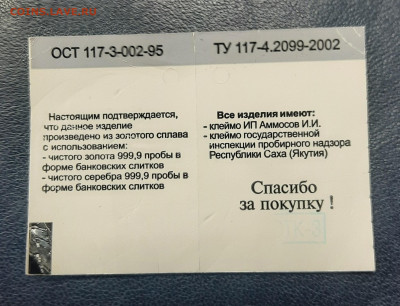 ОСТ 117-3-002-95
Настоящим подтверждается,
что данное изделие
произведено из золотого сплава
с использованием:
- чистого золота 999,9 пробы в
форме банковских слитков
- чистого серебра 999,9 пробы в
форме банковских слитков
ТУ 117-4.2099-2002
Все изделия имеют:
- клеймо ИП Аммосов И.И.
- клеймо государственной
инспекции пробирного надзора
Республики Саха (Якутия)
Спасибо
за покупку !